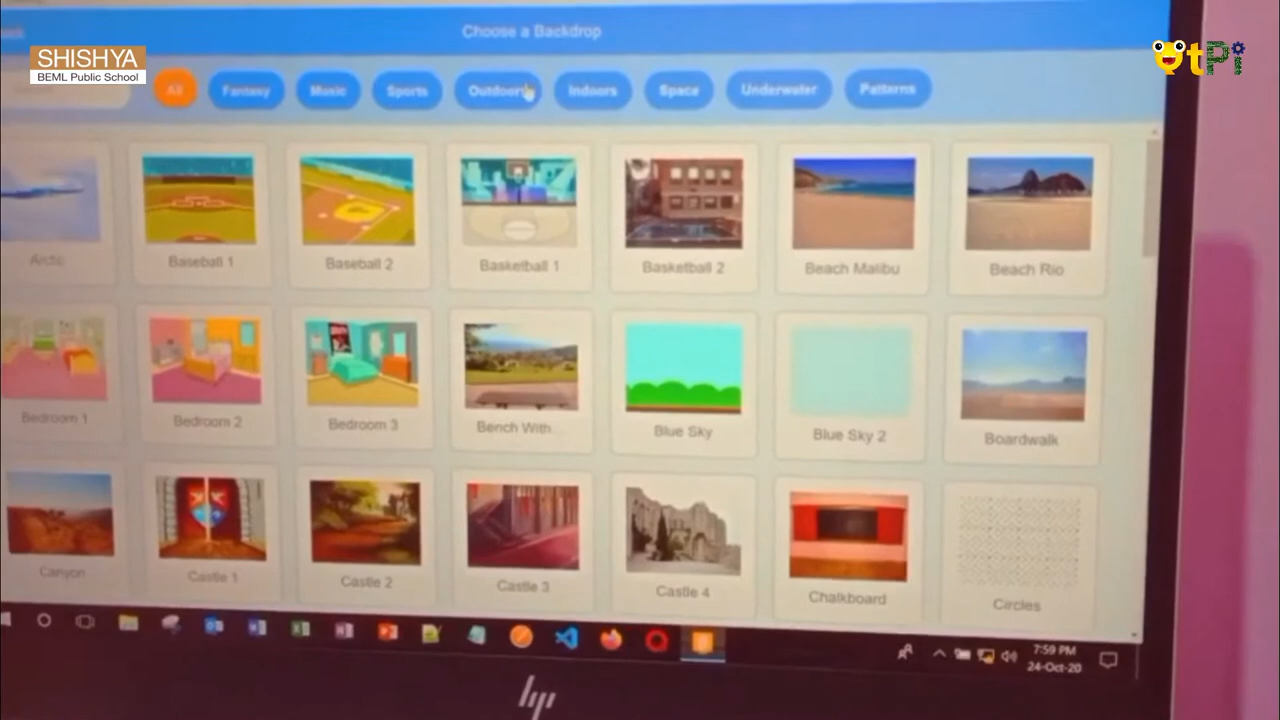 Choose a Backdrop
SHISHYA
BEML Public School
All
Fantasy
Music
Sports
Outdoors
Indoors
Space
Underwater
Patterns
QtPi
Arctic
Baseball 1
Baseball 2
Basketball 1
Basketball 2
Beach Malibu
Beach Rio
Bedroom 1
Bedroom 2
Bedroom 3
Bench With...
Blue Sky
Blue Sky 2
Boardwalk
Canyon
Castle 1
Castle 2
Castle 3
Castle 4
Chalkboard
Circles
7:59 PM
24-Oct-20
hp